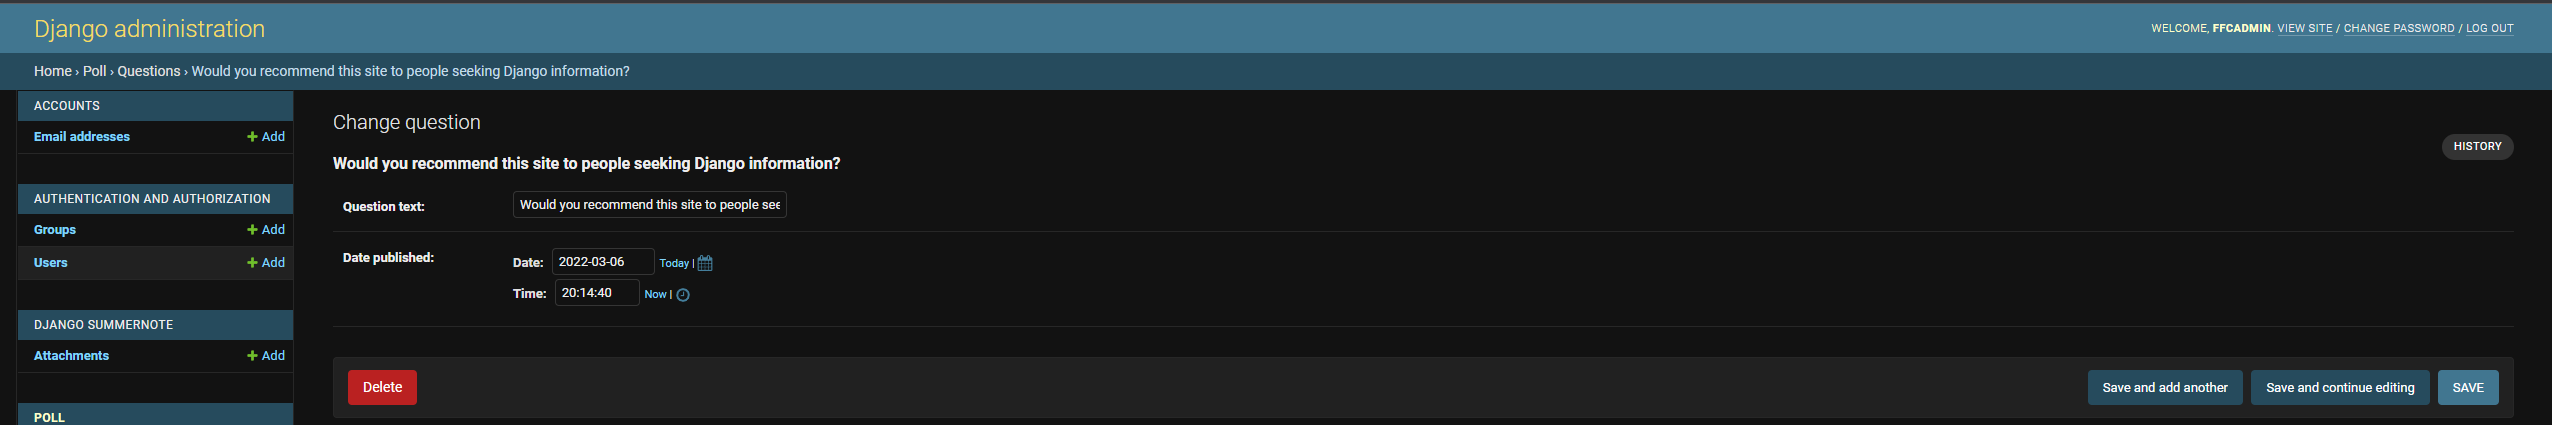 Django administration
WELCOME, FFCADMIN. VIEW SITE / CHANGE PASSWORD / LOG OUT
Home › Poll › Questions › Would you recommend this site to people seeking Django information?
ACCOUNTS
Email addresses + Add
AUTHENTICATION AND AUTHORIZATION
Groups + Add
Users + Add
DJANGO SUMMERNOTE
Attachments + Add
POLL
Change question
HISTORY
Would you recommend this site to people seeking Django information?
Question text: Would you recommend this site to people see
Date published:
Date: 2022-03-06 Today |
Time: 20:14:40 Now |
Delete Save and add another Save and continue editing SAVE